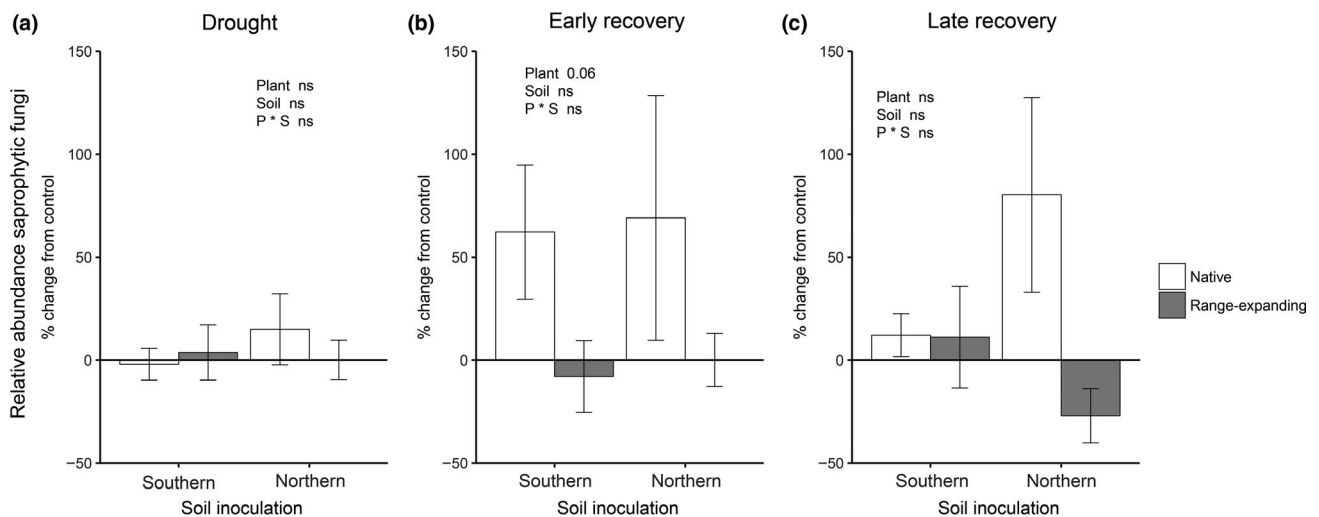 (a)
Drought
Relative abundance saprophytic fungi
% change from control
150
100
50
0
−50
Plant ns
Soil ns
P * S ns
Southern
Northern
Soil inoculation
(b)
Early recovery
% change from control
150
100
50
0
−50
Plant 0.06
Soil ns
P * S ns
Southern
Northern
Soil inoculation
(c)
Late recovery
% change from control
150
100
50
0
−50
Plant ns
Soil ns
P * S ns
Southern
Northern
Soil inoculation
Native
Range-expanding